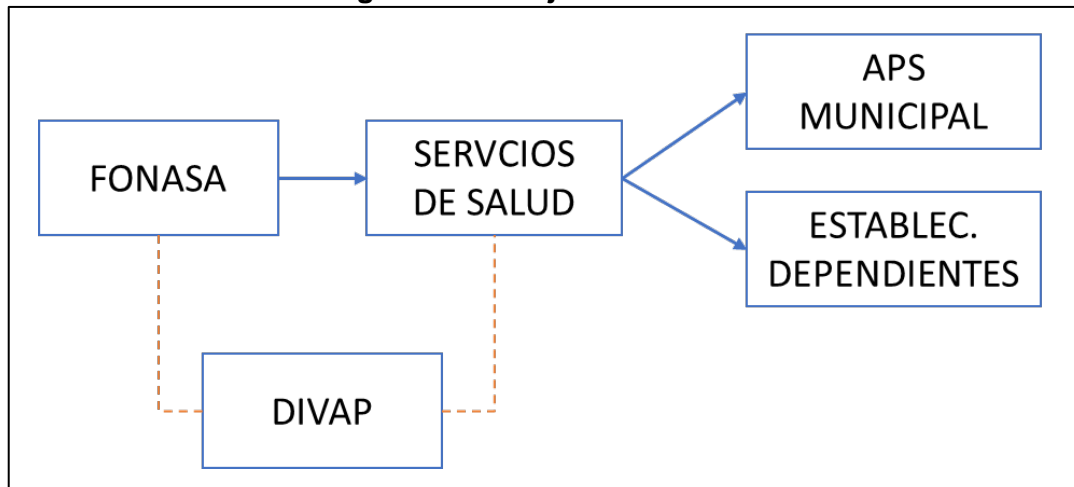 FONASA
SERVCIOS
DE SALUD
APS
MUNICIPAL
ESTABLEC.
DEPENDIENTES
DIVAP